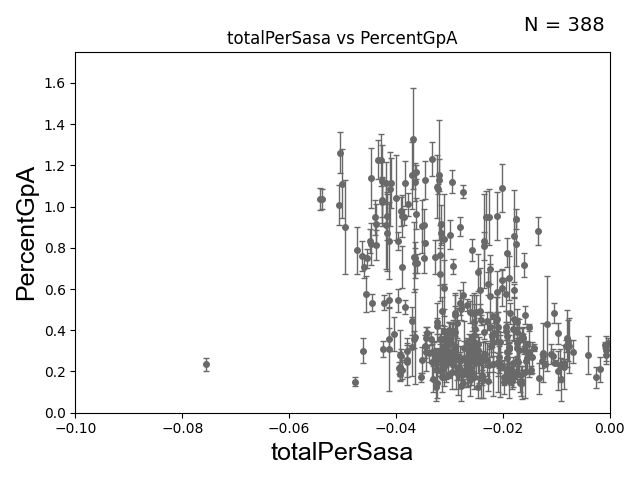 N = 388
totalPerSasa vs PercentGpA
PercentGpA
1.6
1.4
1.2
1.0
0.8
0.6
0.4
0.2
0.0
−0.10 −0.08 −0.06 −0.04 −0.02 0.00
totalPerSasa